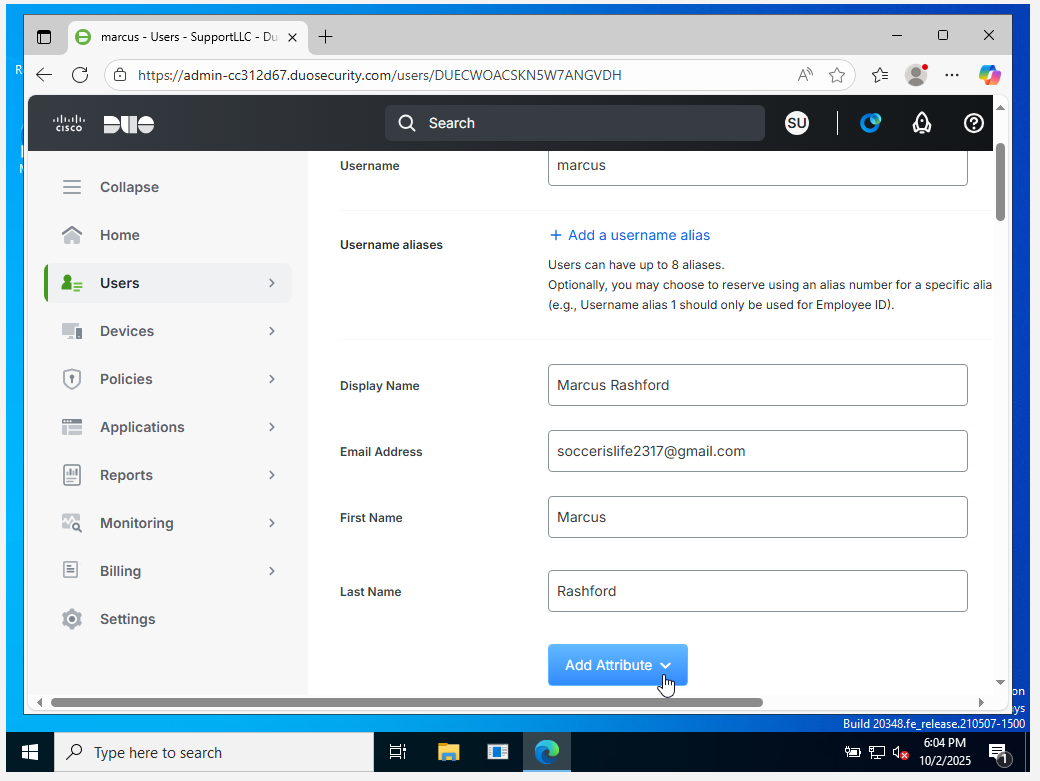 marcus - Users - SupportLLC - Du
https://admin-cc312d67.duosecurity.com/users/DUECWOACSKN5W7ANGVDH
cisco DUO
Search
SU
Collapse
Home
Users
Devices
Policies
Applications
Reports
Monitoring
Billing
Settings
Username
marcus
Username aliases
+ Add a username alias
Users can have up to 8 aliases.
Optionally, you may choose to reserve using an alias number for a specific alia
(e.g., Username alias 1 should only be used for Employee ID).
Display Name
Marcus Rashford
Email Address
soccerislife2317@gmail.com
First Name
Marcus
Last Name
Rashford
Add Attribute
Build 20348.fe_release.210507-1500
Type here to search
6:04 PM
10/2/2025
1